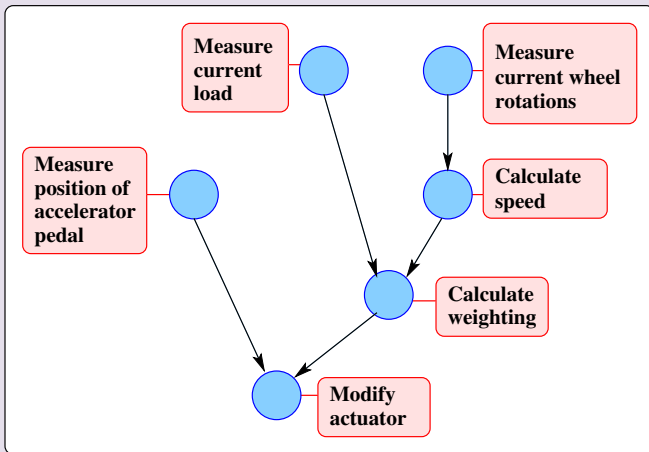 Measure
current
load
Measure
current wheel
rotations
Measure
position of
accelerator
pedal
Calculate
speed
Calculate
weighting
Modify
actuator